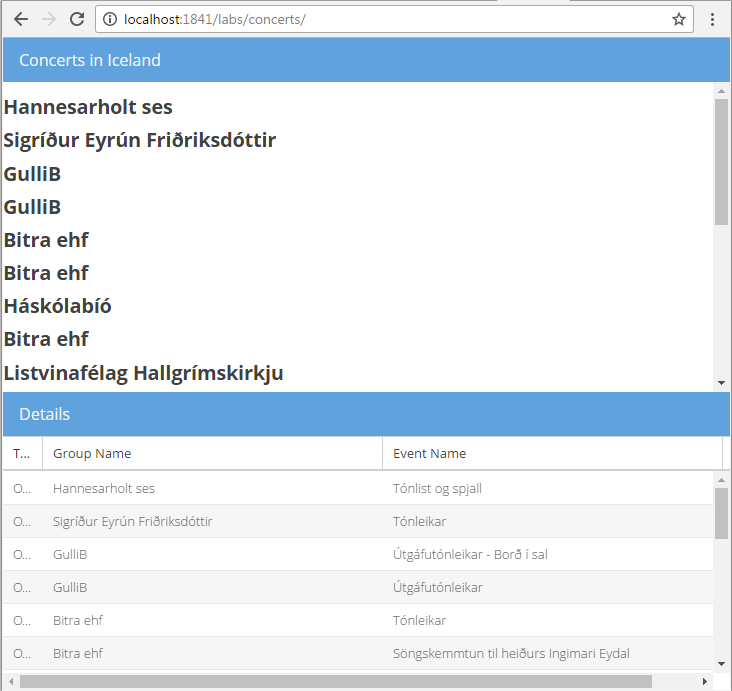 localhost:1841/labs/concerts/
Concerts in Iceland
Hannesarholt ses
Sigríður Eyrún Friðriksdóttir
GulliB
GulliB
Bitra ehf
Bitra ehf
Háskólabíó
Bitra ehf
Listvinafélag Hallgrímskirkju
Details
T... Group Name Event Name
O... Hannesarholt ses Tónlist og spjall
O... Sigríður Eyrún Friðriksdóttir Tónleikar
O... GulliB Útgáfutónleikar - Borð í sal
O... GulliB Útgáfutónleikar
O... Bitra ehf Tónleikar
O... Bitra ehf Söngskemmtun til heiðurs Ingimari Eydal